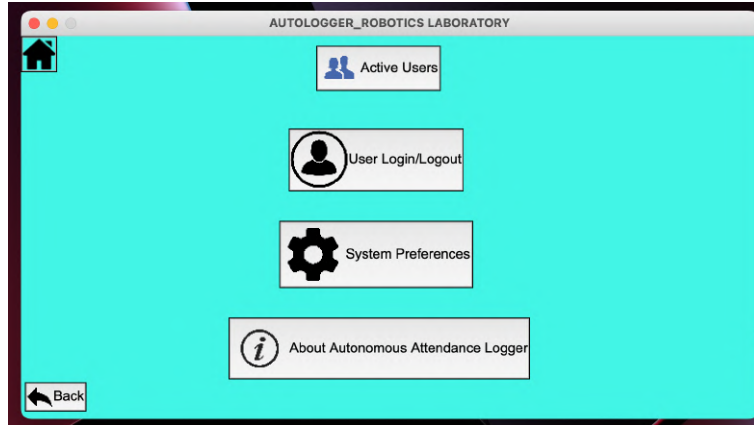 AUTOLOGGER_ROBOTICS LABORATORY
Active Users
User Login/Logout
System Preferences
i About Autonomous Attendance Logger
Back